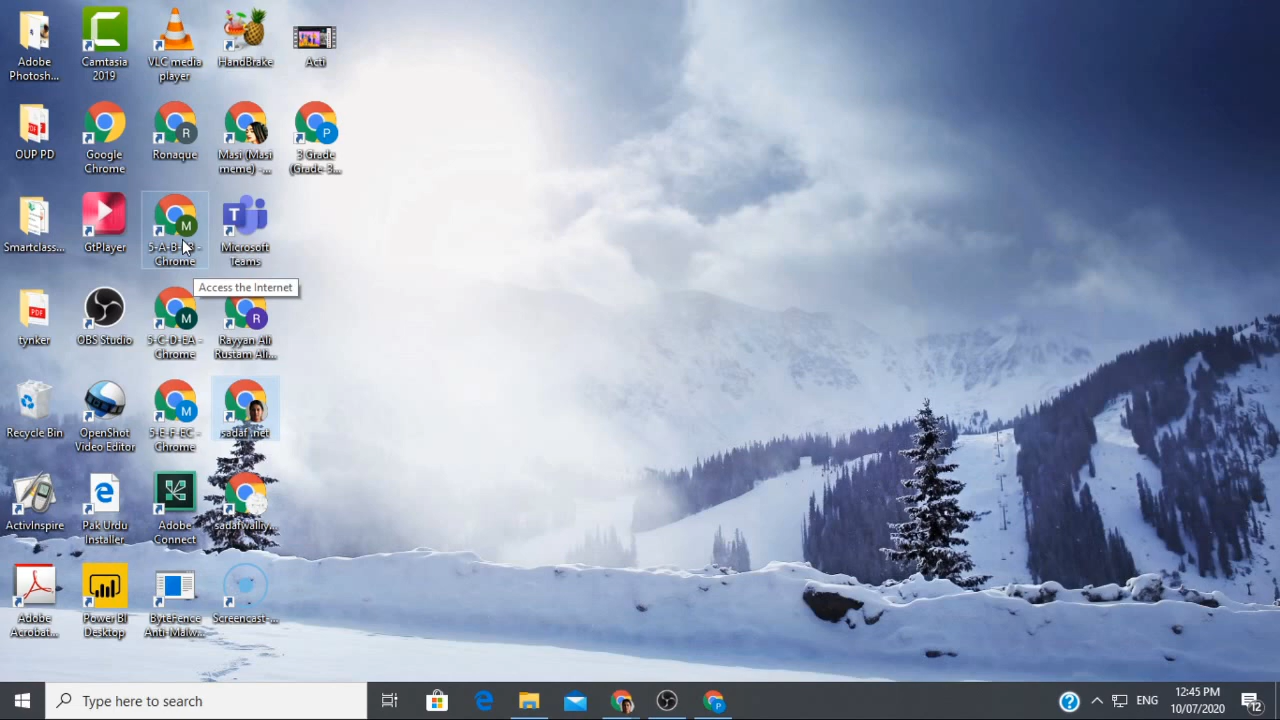 Adobe
Photosh...
Camtasia
2019
VLC media
player
HandBrake
Acti
OUP PD
Google
Chrome
Ronaque
Masi (Masi
meme) -...
3 Grade
(Grade-3...
Smartclass...
GtPlayer
Chrome
Microsoft
Teams
Access the Internet
tynker
OBS Studio
5-C-D-EA -
Chrome
Rayyan Ali
Rustam Ali...
Recycle Bin
OpenShot
Video Editor
5-E-F-EC -
Chrome
sadaf .net
ActivInspire
Pak Urdu
Installer
Adobe
Connect
sadafwalliy...
Adobe
Acrobat...
Power BI
Desktop
ByteFence
Anti-Malw...
Screencast-...
Type here to search
ENG
12:45 PM
10/07/2020
12